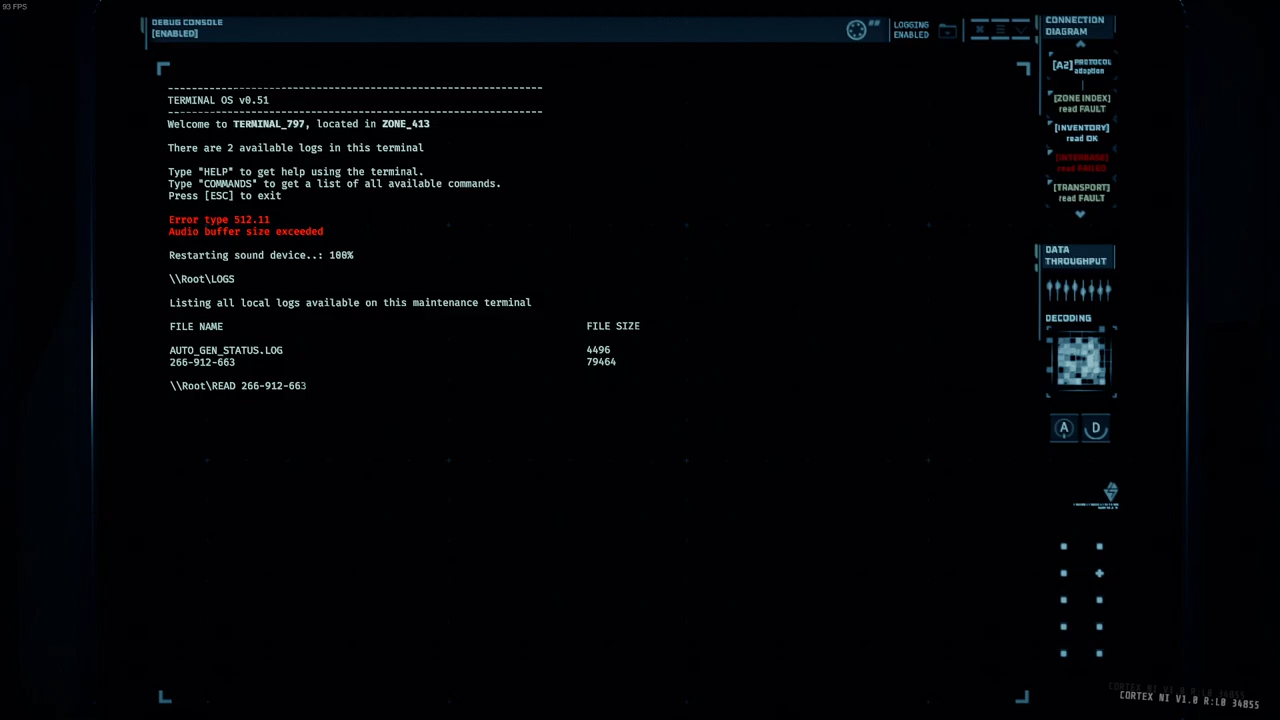 93 FPS
DEBUG CONSOLE
[ENABLED]
LOGGING
ENABLED
--------------------------------------------------------------
TERMINAL OS v0.51
--------------------------------------------------------------
Welcome to TERMINAL_797, located in ZONE_413
There are 2 available logs in this terminal
Type "HELP" to get help using the terminal.
Type "COMMANDS" to get a list of all available commands.
Press [ESC] to exit
Error type 512.11
Audio buffer size exceeded
Restarting sound device..: 100%
\\Root\LOGS
Listing all local logs available on this maintenance terminal
FILE NAME FILE SIZE
AUTO_GEN_STATUS.LOG 4496
266-912-663 79464
\\Root\READ 266-912-663
CONNECTION
DIAGRAM
[A2] PROTOCOL
adoption
[ZONE INDEX]
read FAULT
[INVENTORY]
read OK
read FAILED
[TRANSPORT]
read FAULT
DATA
THROUGHPUT
DECODING
A D
CORTEX NI V1.0 R:L0 34855